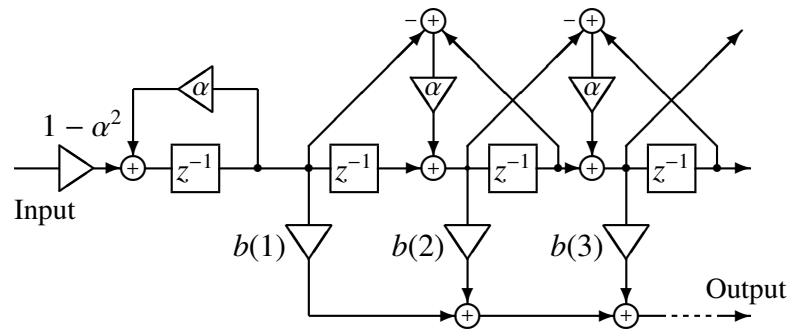 − + − +
α α α
1 − α²
+ z⁻¹ z⁻¹ + z⁻¹ + z⁻¹
Input
b(1) b(2) b(3)
Output
+ +